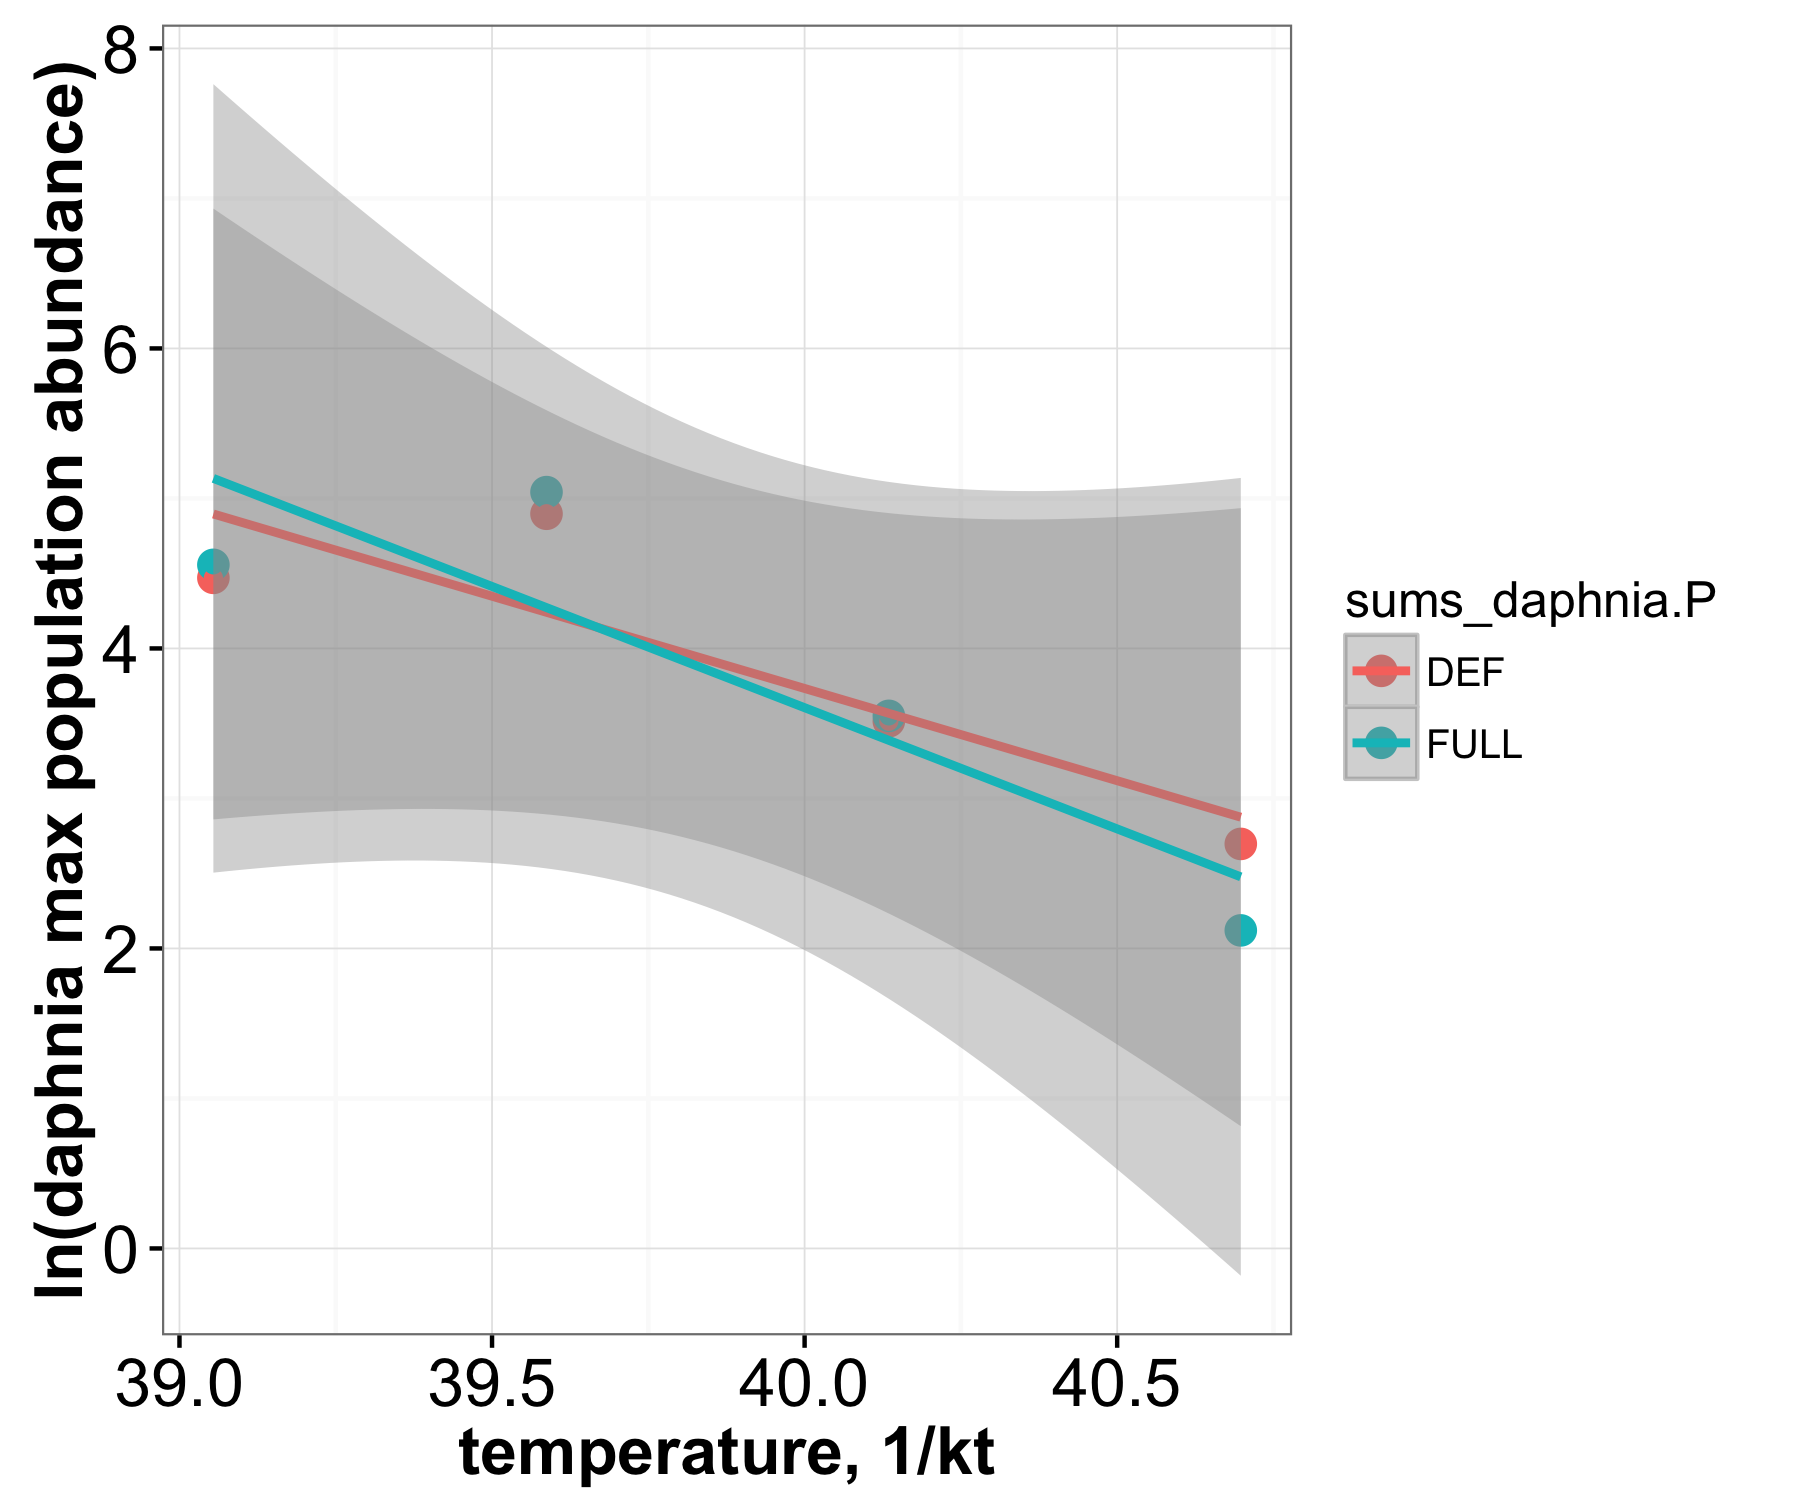 ln(daphnia max population abundance)
8
6
4
2
0
39.0 39.5 40.0 40.5
temperature, 1/kt
sums_daphnia.P
DEF
FULL